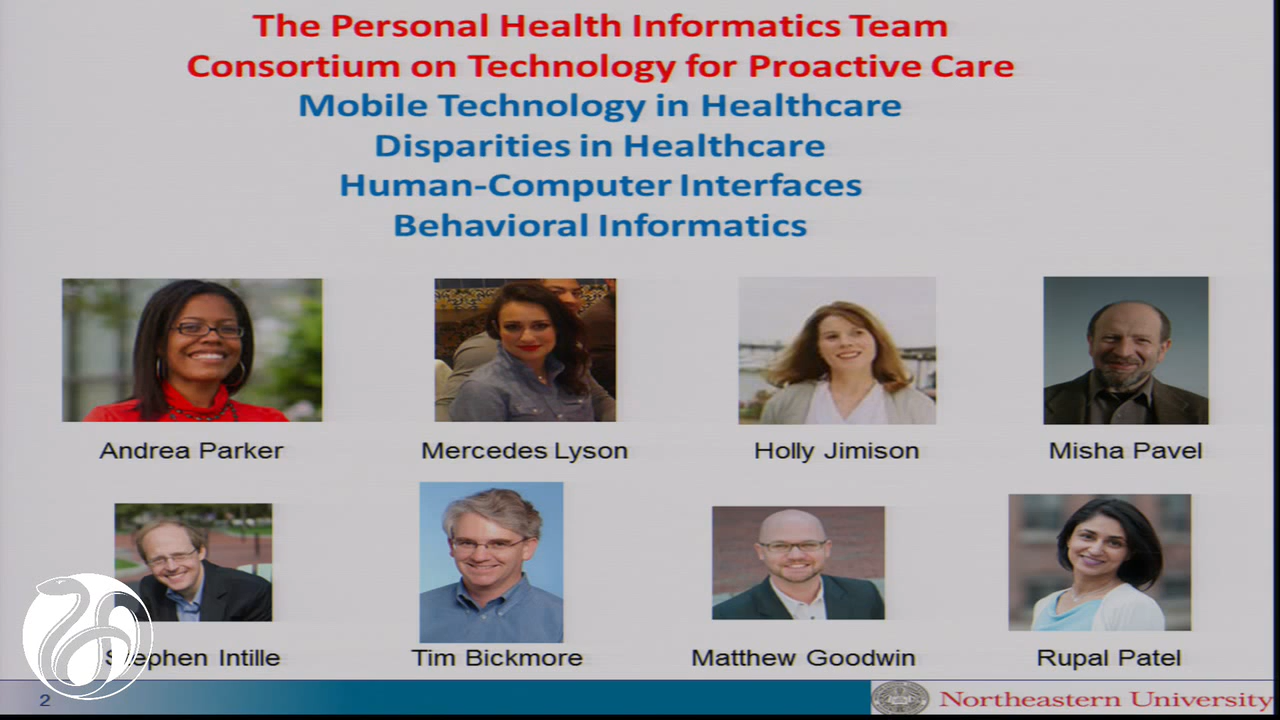 The Personal Health Informatics Team
Consortium on Technology for Proactive Care
Mobile Technology in Healthcare
Disparities in Healthcare
Human-Computer Interfaces
Behavioral Informatics
Andrea Parker
Mercedes Lyson
Holly Jimison
Misha Pavel
Stephen Intille
Tim Bickmore
Matthew Goodwin
Rupal Patel
2
Northeastern University